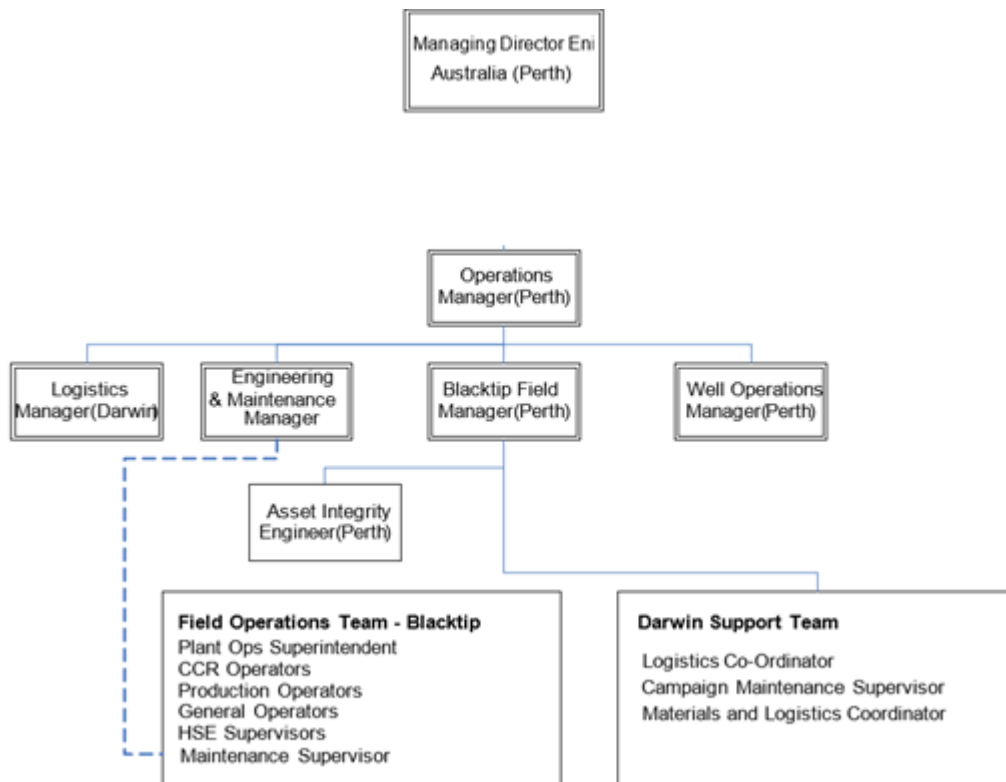 Managing Director Eni
Australia (Perth)
Operations
Manager(Perth)
Logistics
Manager(Darwin)
Engineering
& Maintenance
Manager
Blacktip Field
Manager(Perth)
Well Operations
Manager(Perth)
Asset Integrity
Engineer(Perth)
Field Operations Team - Blacktip
Plant Ops Superintendent
CCR Operators
Production Operators
General Operators
HSE Supervisors
Maintenance Supervisor
Darwin Support Team
Logistics Co-Ordinator
Campaign Maintenance Supervisor
Materials and Logistics Coordinator